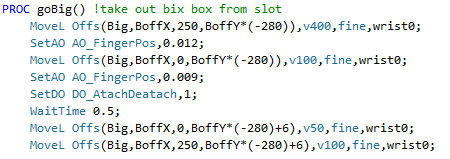 PROC goBig() !take out bix box from slot
MoveL Offs(Big,BoffX,250,BoffY*(-280)),v400,fine,wrist0;
SetAO AO_FingerPos,0.012;
MoveL Offs(Big,BoffX,0,BoffY*(-280)),v100,fine,wrist0;
SetAO AO_FingerPos,0.009;
SetDO DO_AtachDeatach,1;
WaitTime 0.5;
MoveL Offs(Big,BoffX,0,BoffY*(-280)+6),v50,fine,wrist0;
MoveL Offs(Big,BoffX,250,BoffY*(-280)+6),v100,fine,wrist0;